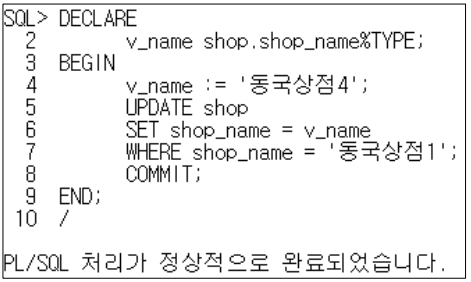 SQL> DECLARE
2 v_name shop.shop_name%TYPE;
3 BEGIN
4 v_name := '동국상점4';
5 UPDATE shop
6 SET shop_name = v_name
7 WHERE shop_name = '동국상점1';
8 COMMIT;
9 END;
10 /
PL/SQL 처리가 정상적으로 완료되었습니다.